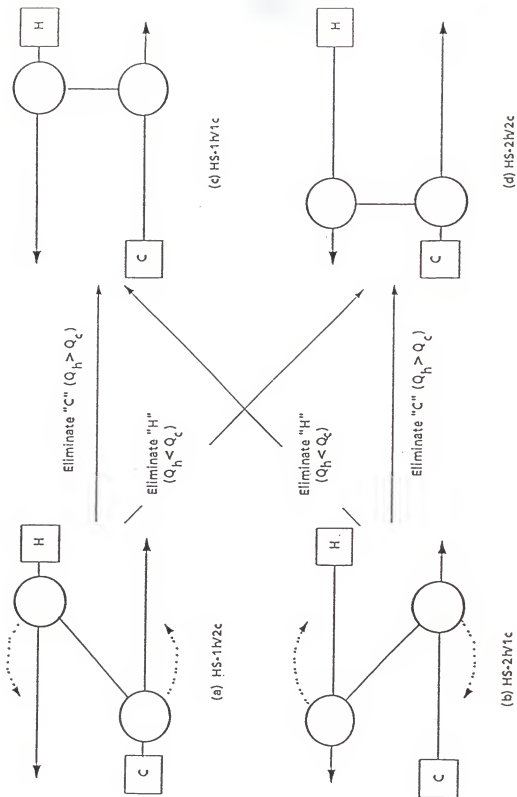 H
C
(a) HS-1h/2c
Eliminate "C" (Qh > Qc)
Eliminate "H"
(Qh < Qc)
H
C
(c) HS-1h/1c
H
C
(b) HS-2h/1c
Eliminate "H"
(Qh < Qc)
Eliminate "C" (Qh > Qc)
H
C
(d) HS-2h/2c